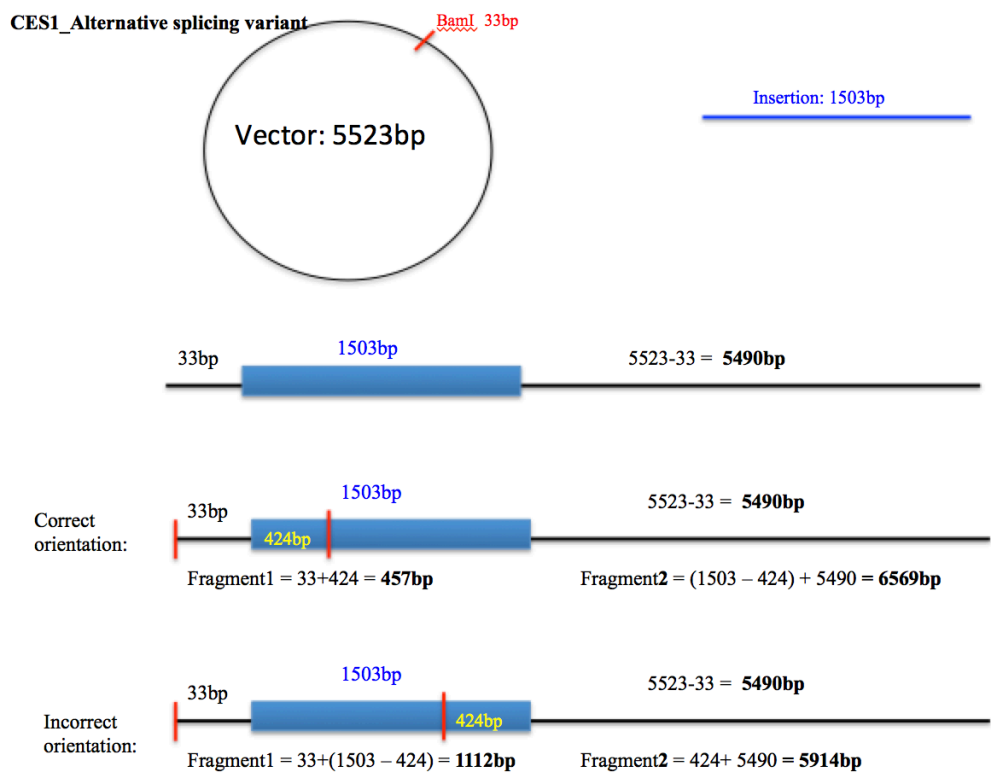 CES1_Alternative splicing variant
BamI 33bp
Vector: 5523bp
Insertion: 1503bp
33bp
1503bp
5523-33 = 5490bp
Correct
orientation:
33bp
1503bp
5523-33 = 5490bp
424bp
Fragment1 = 33+424 = 457bp
Fragment2 = (1503 – 424) + 5490 = 6569bp
Incorrect
orientation:
33bp
1503bp
5523-33 = 5490bp
424bp
Fragment1 = 33+(1503 – 424) = 1112bp
Fragment2 = 424+ 5490 = 5914bp